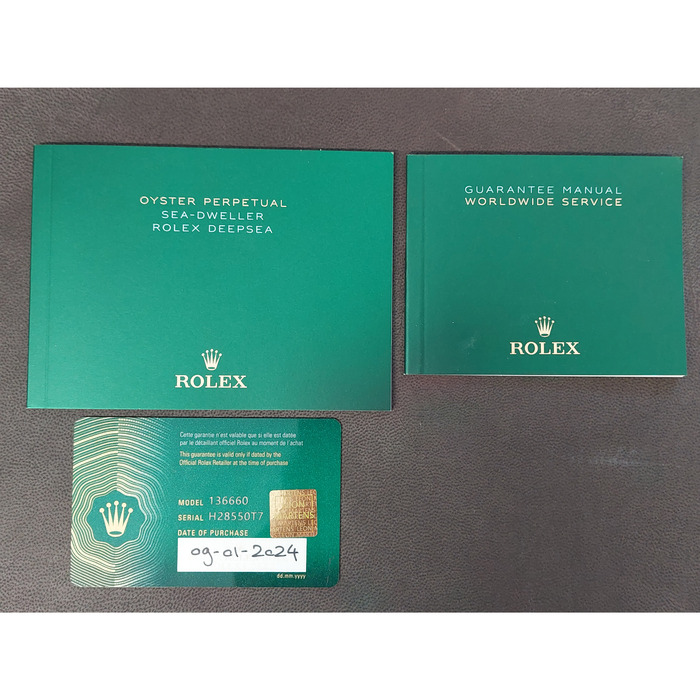 OYSTER PERPETUAL
SEA-DWELLER
ROLEX DEEPSEA
ROLEX
GUARANTEE MANUAL
WORLDWIDE SERVICE
ROLEX
Cette garantie n'est valable que si elle est datée
par le détaillant officiel Rolex au moment de l'achat
This guarantee is valid only if dated by the
Official Rolex Retailer at the time of purchase
MODEL 136660
SERIAL H28550T7
DATE OF PURCHASE
09-01-2024
dd.mm.yyyy